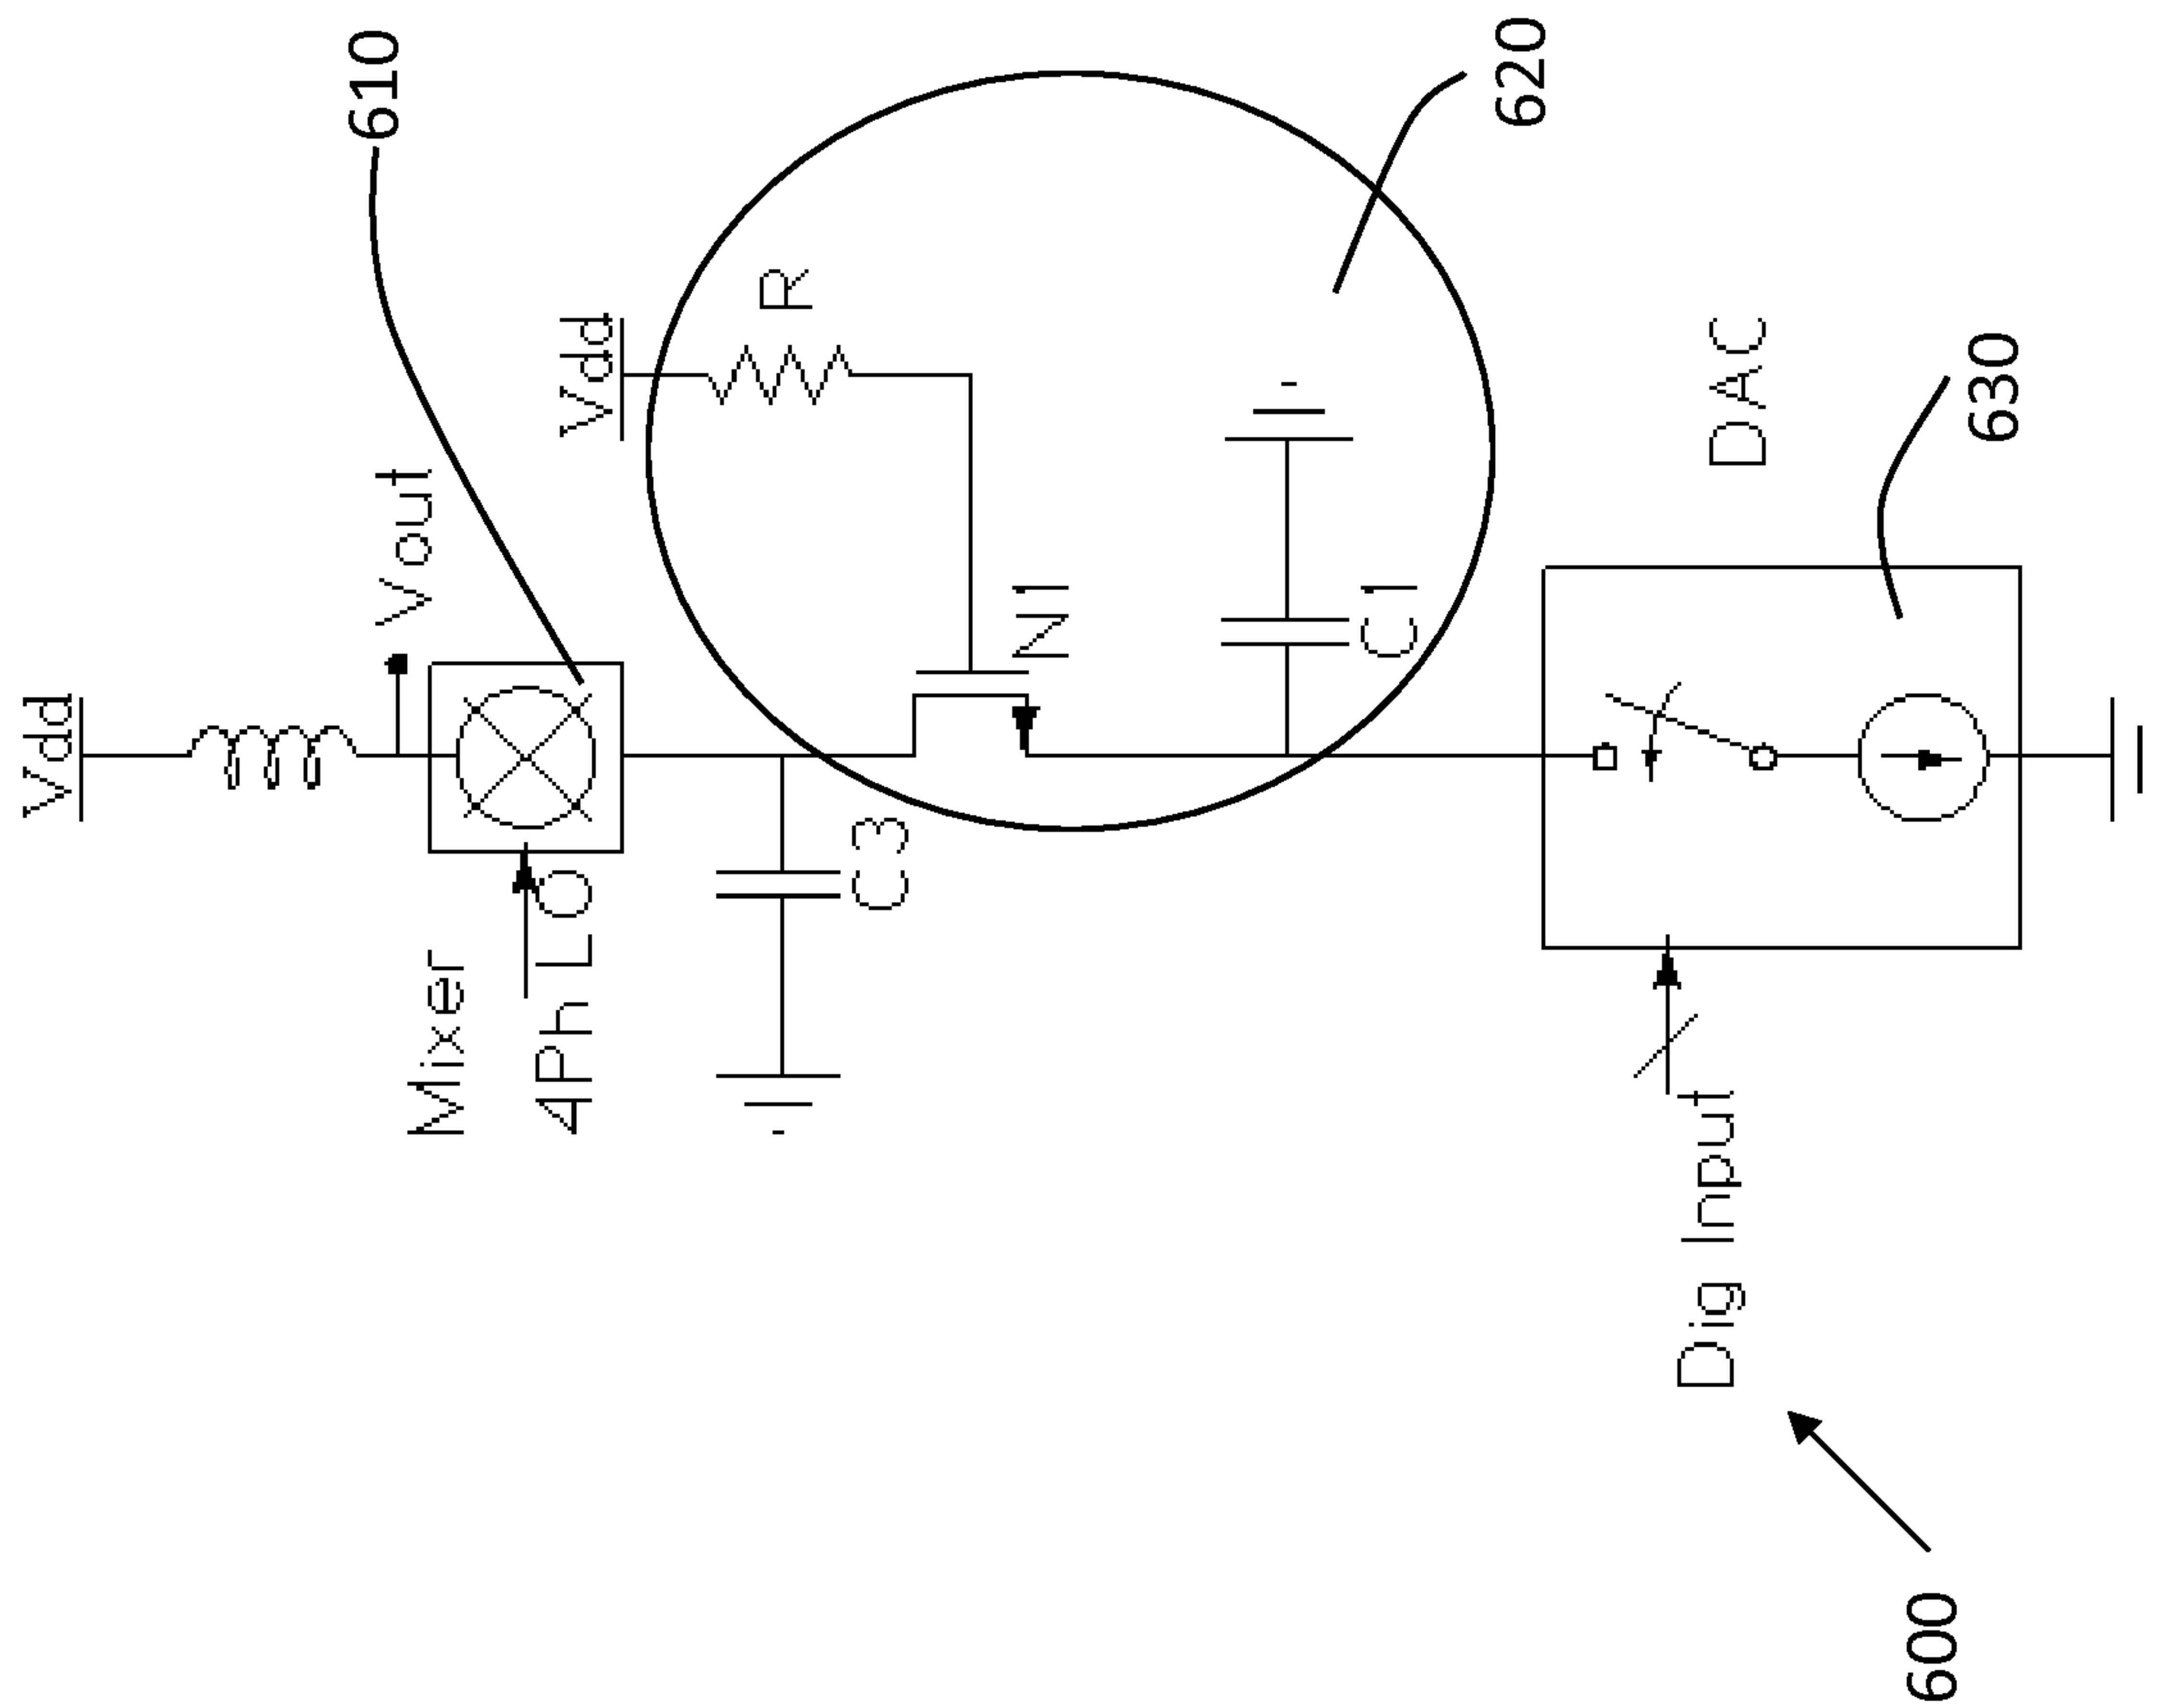 Vdd
610
Vout
Mixer
4Ph LO
Vdd
R
C3
N1
C1
620
DAC
Dig Input
630
600